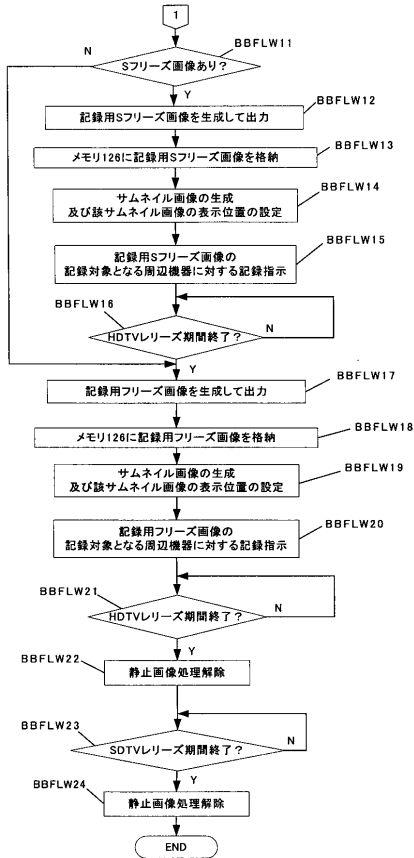 1
BBFLW11
N
Sフリーズ画像あり?
Y
BBFLW12
記録用Sフリーズ画像を生成して出力
BBFLW13
メモリ126に記録用Sフリーズ画像を格納
BBFLW14
サムネイル画像の生成
及び該サムネイル画像の表示位置の設定
BBFLW15
記録用Sフリーズ画像の
記録対象となる周辺機器に対する記録指示
BBFLW16
HDTVレリーズ期間終了?
N
Y
BBFLW17
記録用フリーズ画像を生成して出力
BBFLW18
メモリ126に記録用フリーズ画像を格納
BBFLW19
サムネイル画像の生成
及び該サムネイル画像の表示位置の設定
BBFLW20
記録用フリーズ画像の
記録対象となる周辺機器に対する記録指示
BBFLW21
HDTVレリーズ期間終了?
N
Y
BBFLW22
静止画像処理解除
BBFLW23
SDTVレリーズ期間終了?
N
Y
BBFLW24
静止画像処理解除
END